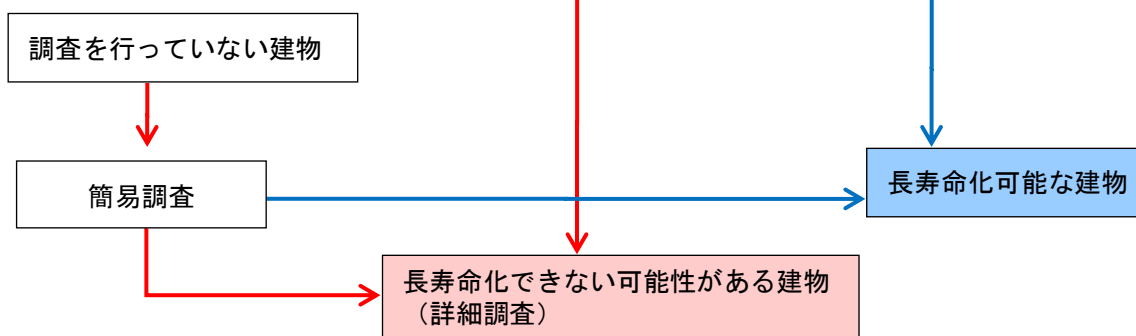 調査を行っていない建物
簡易調査
長寿命化可能な建物
長寿命化できない可能性がある建物
（詳細調査）